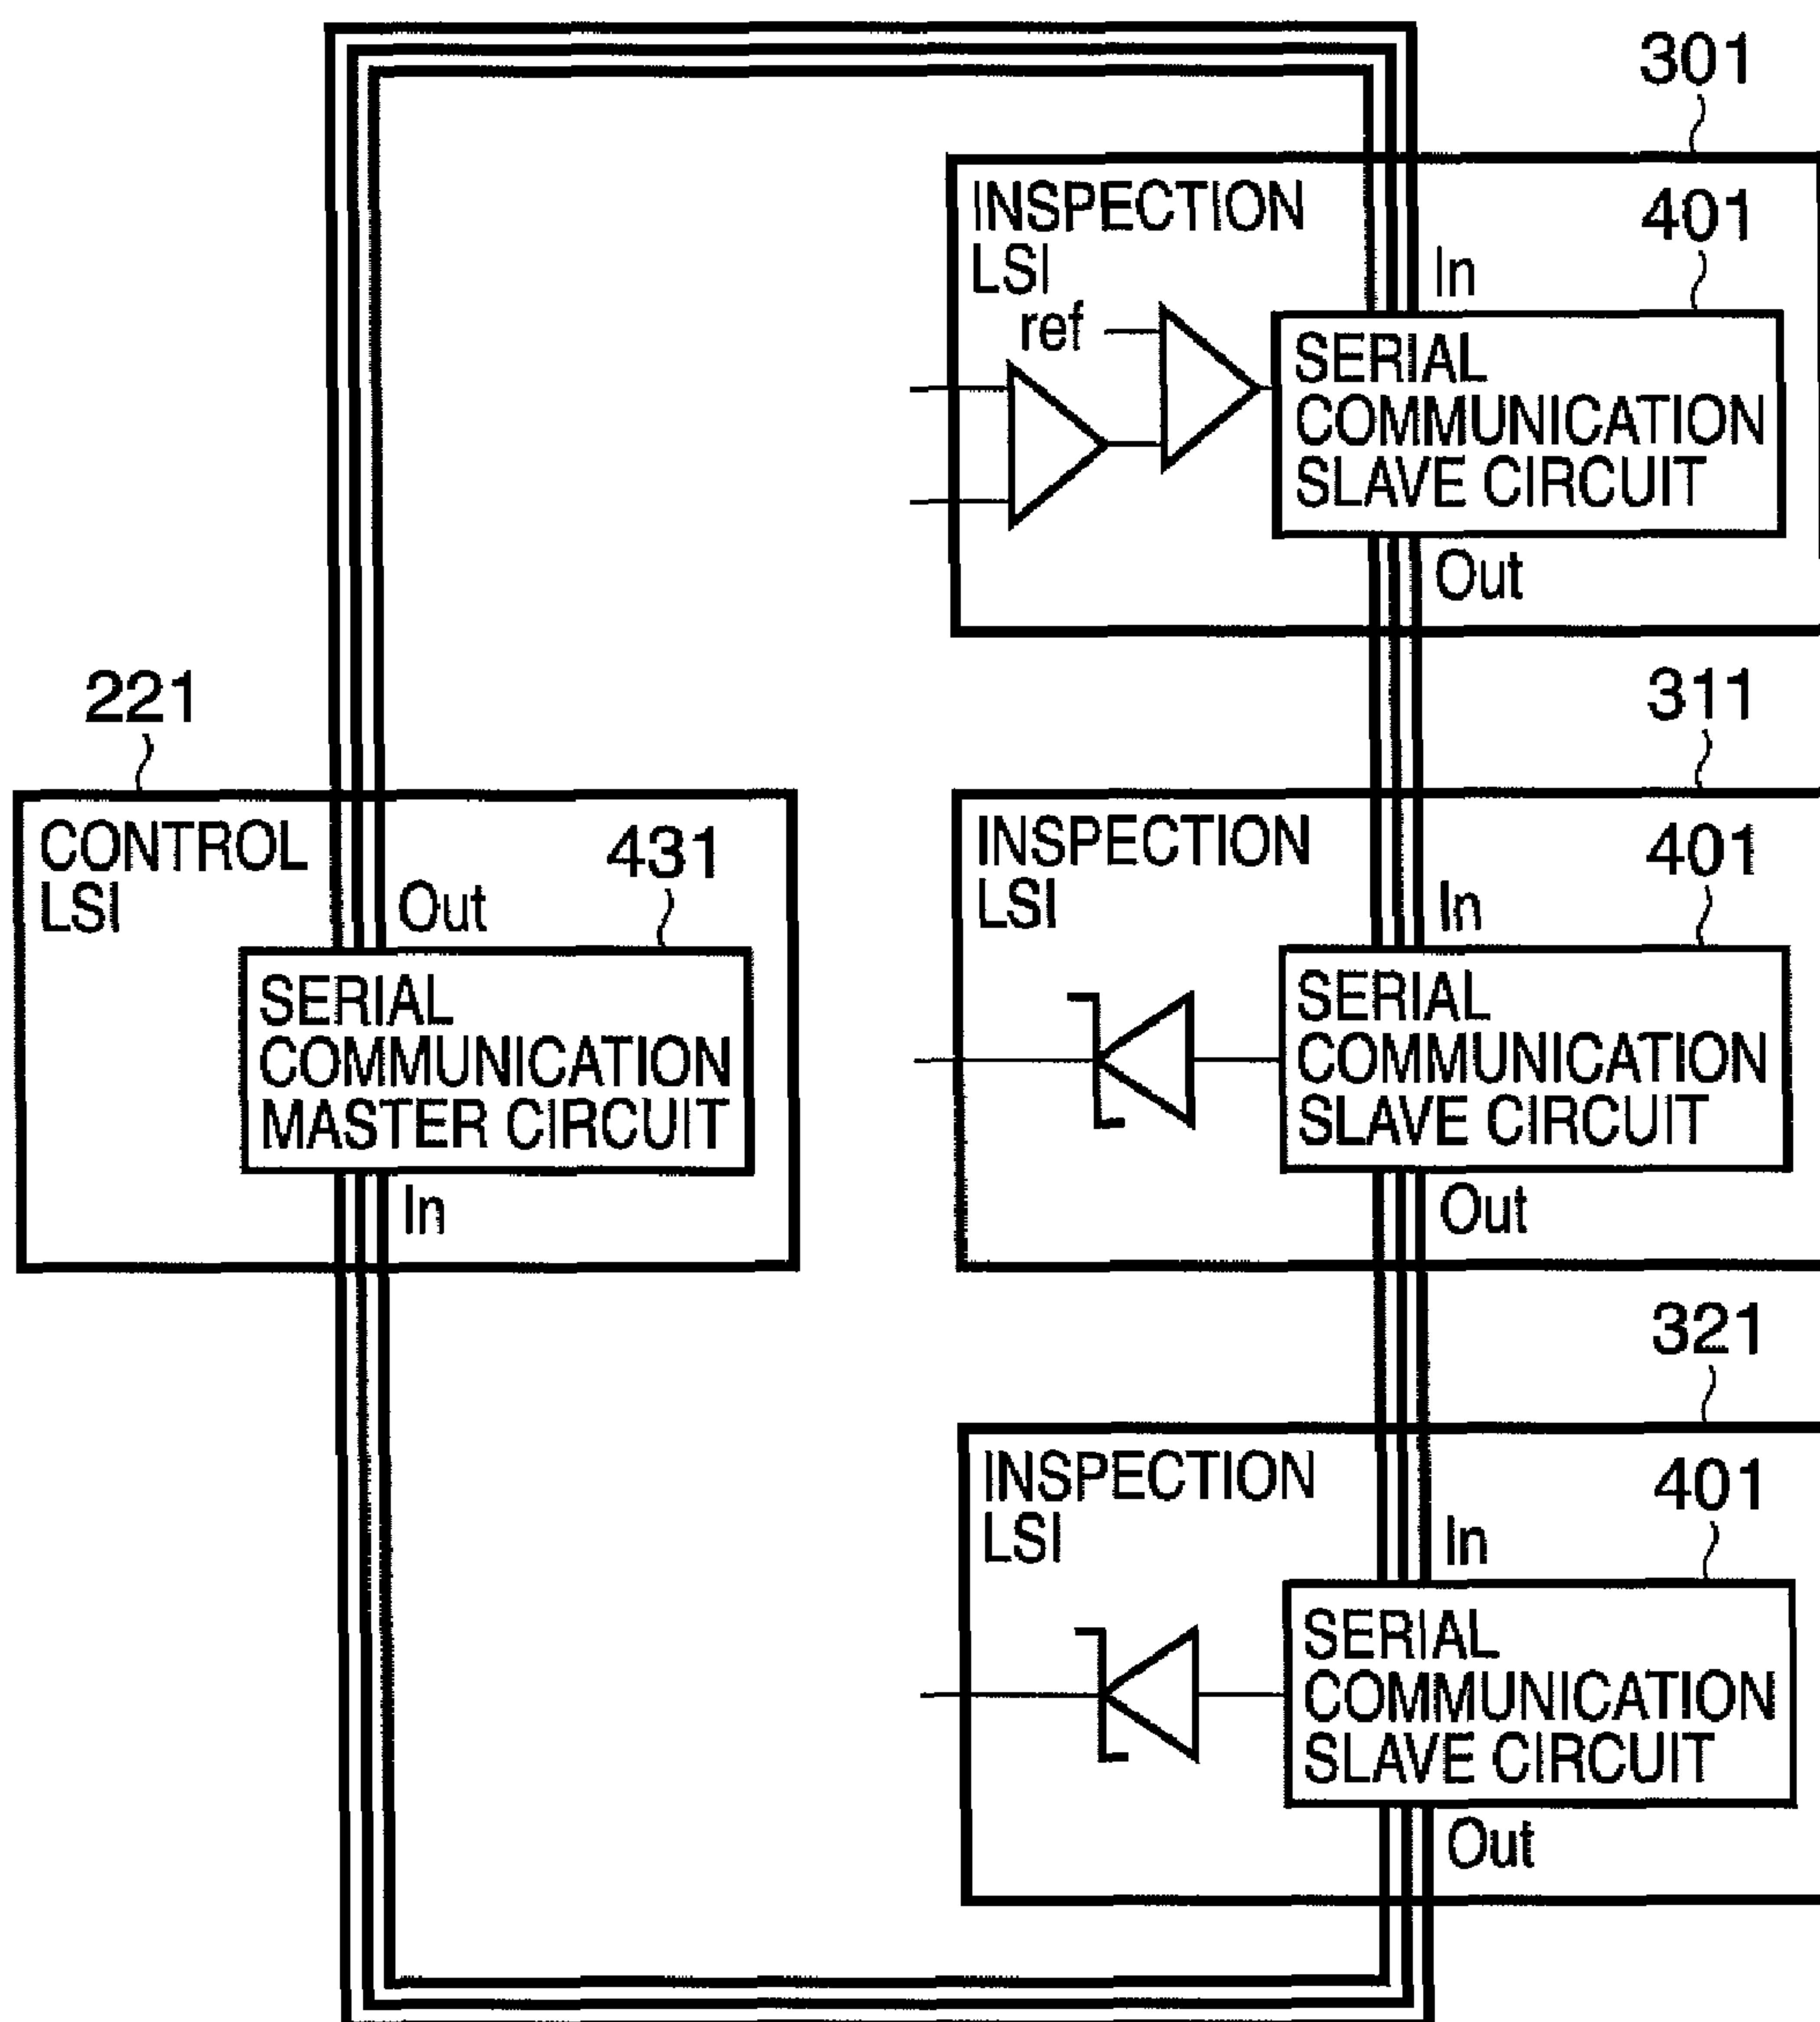 301
INSPECTION
LSI
401
In
ref
SERIAL
COMMUNICATION
SLAVE CIRCUIT
Out
221
CONTROL
LSI
431
Out
SERIAL
COMMUNICATION
MASTER CIRCUIT
In
311
INSPECTION
LSI
401
In
SERIAL
COMMUNICATION
SLAVE CIRCUIT
Out
321
INSPECTION
LSI
401
In
SERIAL
COMMUNICATION
SLAVE CIRCUIT
Out